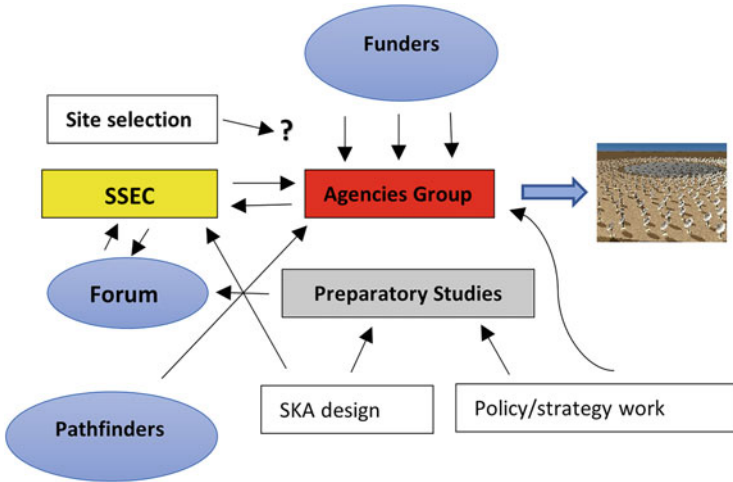 Funders
Site selection
?
SSEC
Agencies Group
Forum
Preparatory Studies
Pathfinders
SKA design
Policy/strategy work